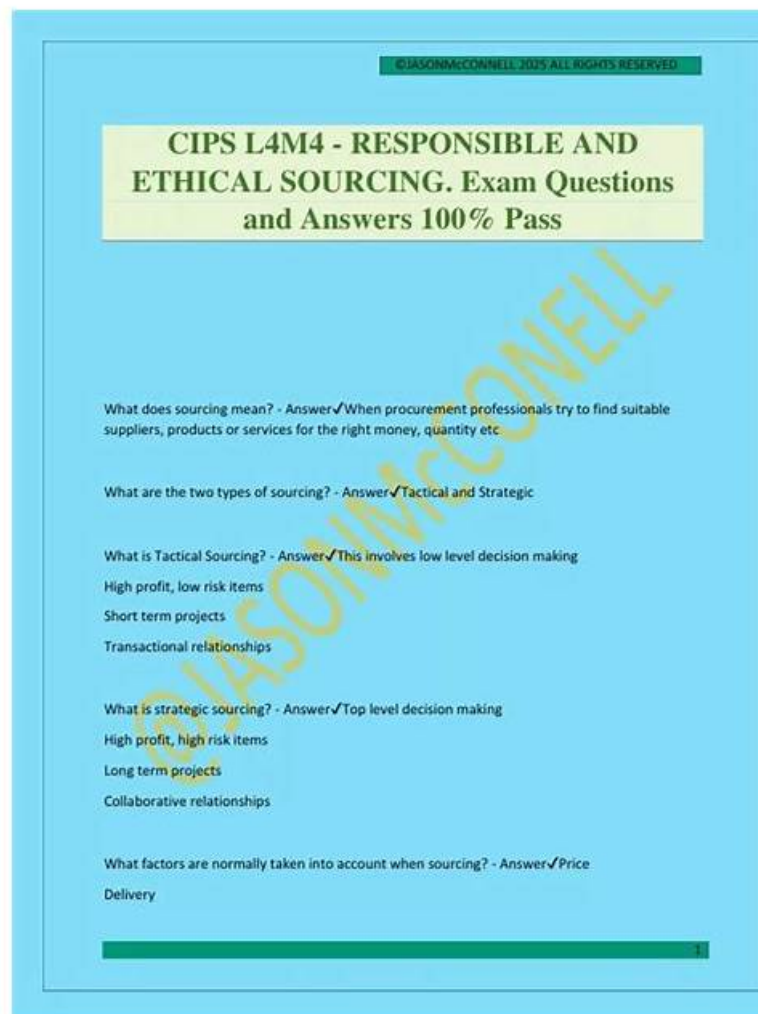 ©JASONMcCONNELL 2025 ALL RIGHTS RESERVED
CIPS L4M4 - RESPONSIBLE AND
ETHICAL SOURCING. Exam Questions
and Answers 100% Pass
What does sourcing mean? - Answer✓When procurement professionals try to find suitable
suppliers, products or services for the right money, quantity etc
What are the two types of sourcing? - Answer✓Tactical and Strategic
What is Tactical Sourcing? - Answer✓This involves low level decision making
High profit, low risk items
Short term projects
Transactional relationships
What is strategic sourcing? - Answer✓Top level decision making
High profit, high risk items
Long term projects
Collaborative relationships
What factors are normally taken into account when sourcing? - Answer✓Price
Delivery
1
@JASONMcCONELL